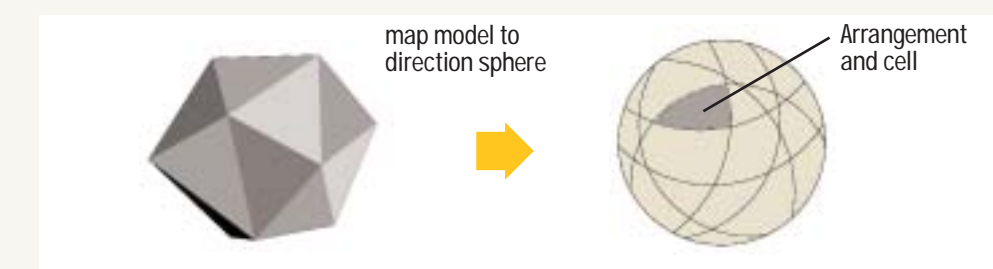 map model to
direction sphere
Arrangement
and cell